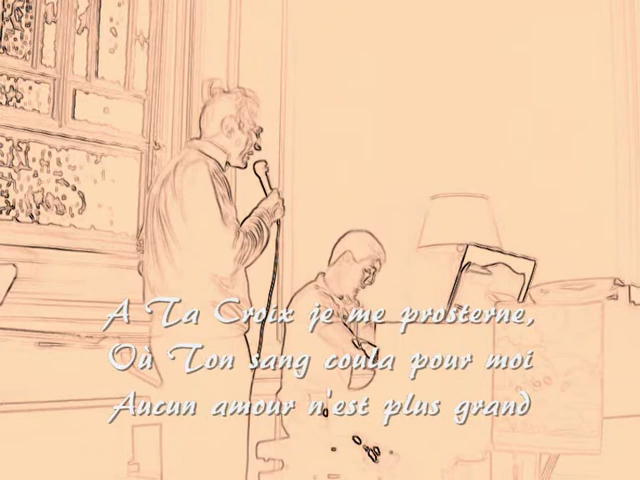 A Ta Croix je me prosterne,
Où Ton sang coula pour moi
Aucun amour n'est plus grand